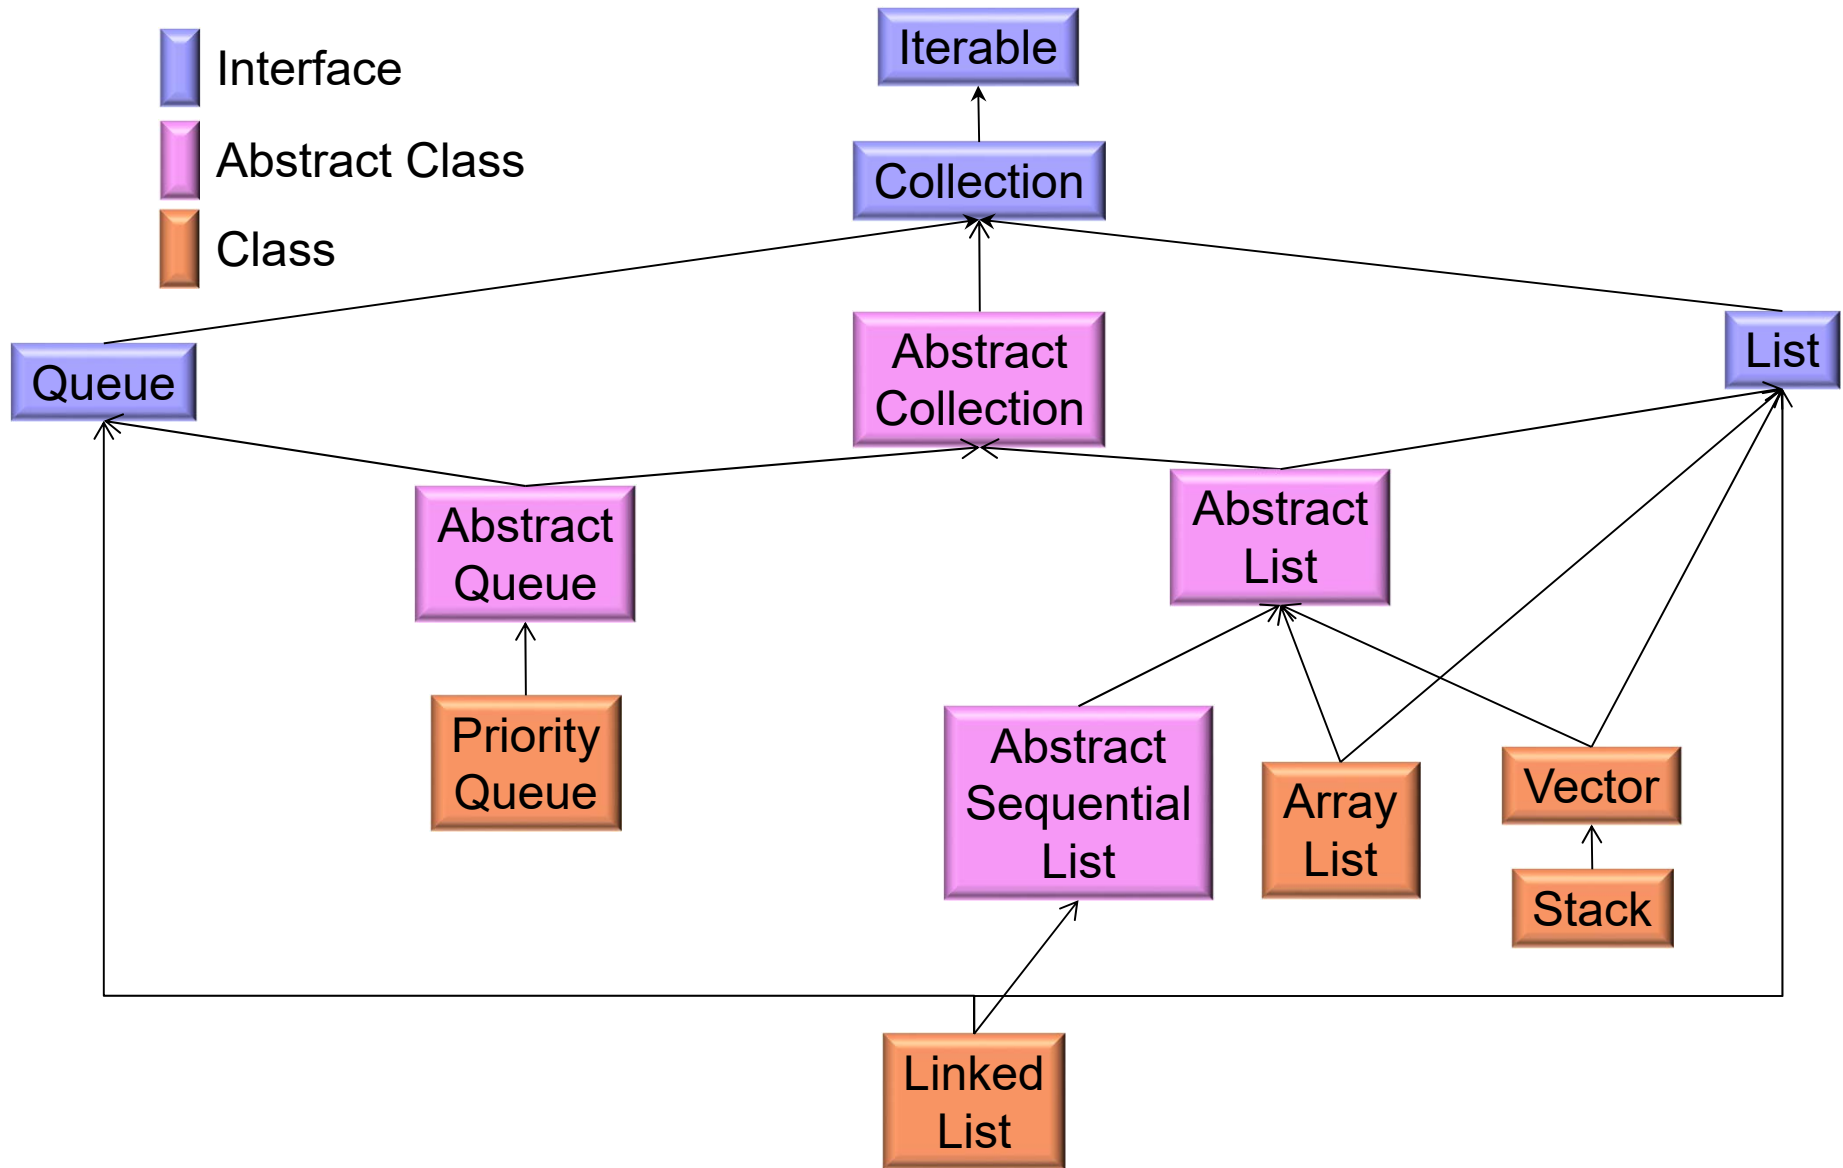 Interface
Abstract Class
Class
Iterable
Collection
Queue
Abstract
Collection
List
Abstract
Queue
Abstract
List
Priority
Queue
Abstract
Sequential
List
Array
List
Vector
Stack
Linked
List